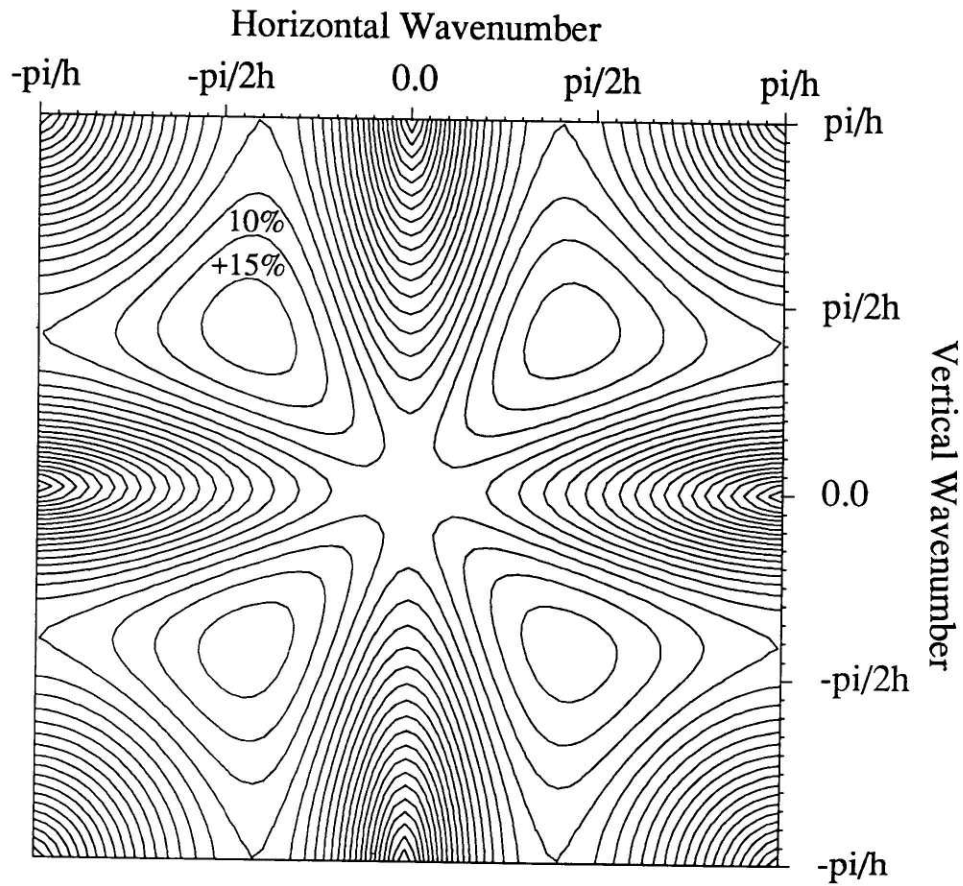 Horizontal Wavenumber
-pi/h -pi/2h 0.0 pi/2h pi/h
pi/h
10%
+15%
pi/2h
0.0
-pi/2h
-pi/h
Vertical Wavenumber